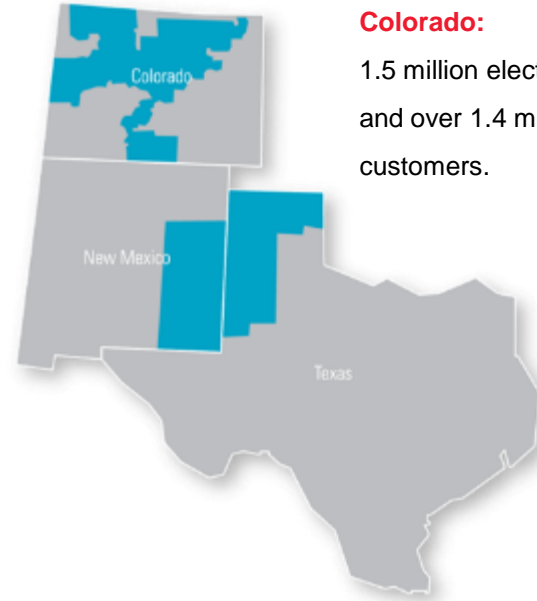 Colorado:
1.5 million elect
and over 1.4 m
customers.
Colorado
New Mexico
Texas